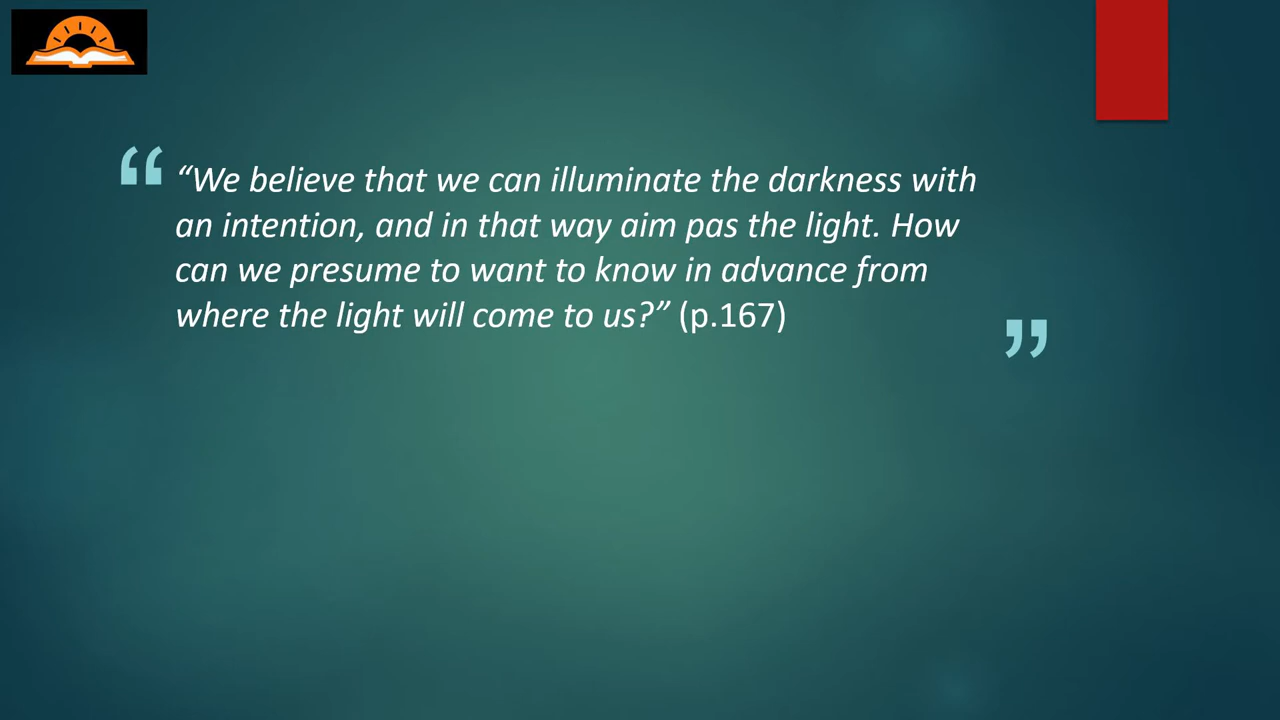 “We believe that we can illuminate the darkness with
an intention, and in that way aim pas the light. How
can we presume to want to know in advance from
where the light will come to us?” (p.167)